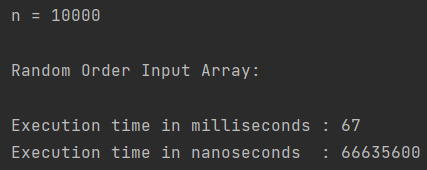 n = 10000
Random Order Input Array:
Execution time in milliseconds : 67
Execution time in nanoseconds  : 66635600